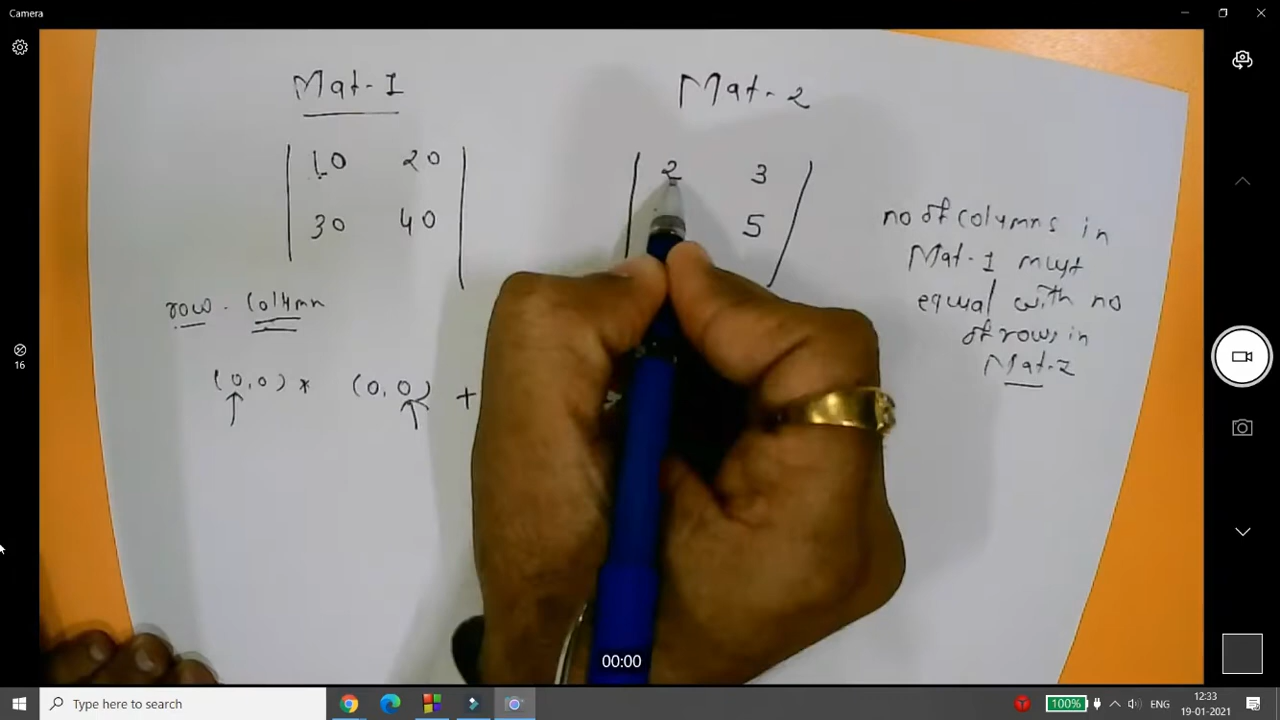 Camera
Mat-1
Mat-2
10 20
2 3
30 40
5
no of columns in
Mat-1 must
equal with no
of rows in
Mat-2
row. Column
(0,0) * (0,0) +
16
00:00
Type here to search
100%
ENG
12:33
19-01-2021